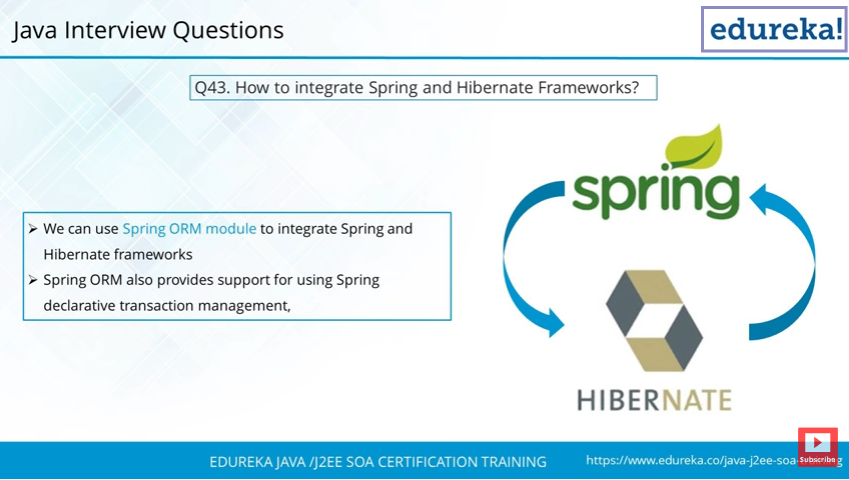 Java Interview Questions
edureka!
Q43. How to integrate Spring and Hibernate Frameworks?
We can use Spring ORM module to integrate Spring and
Hibernate frameworks
Spring ORM also provides support for using Spring
declarative transaction management,
spring
HIBERNATE
EDUREKA JAVA /J2EE SOA CERTIFICATION TRAINING
https://www.edureka.co/java-j2ee-soa-
Subscribe